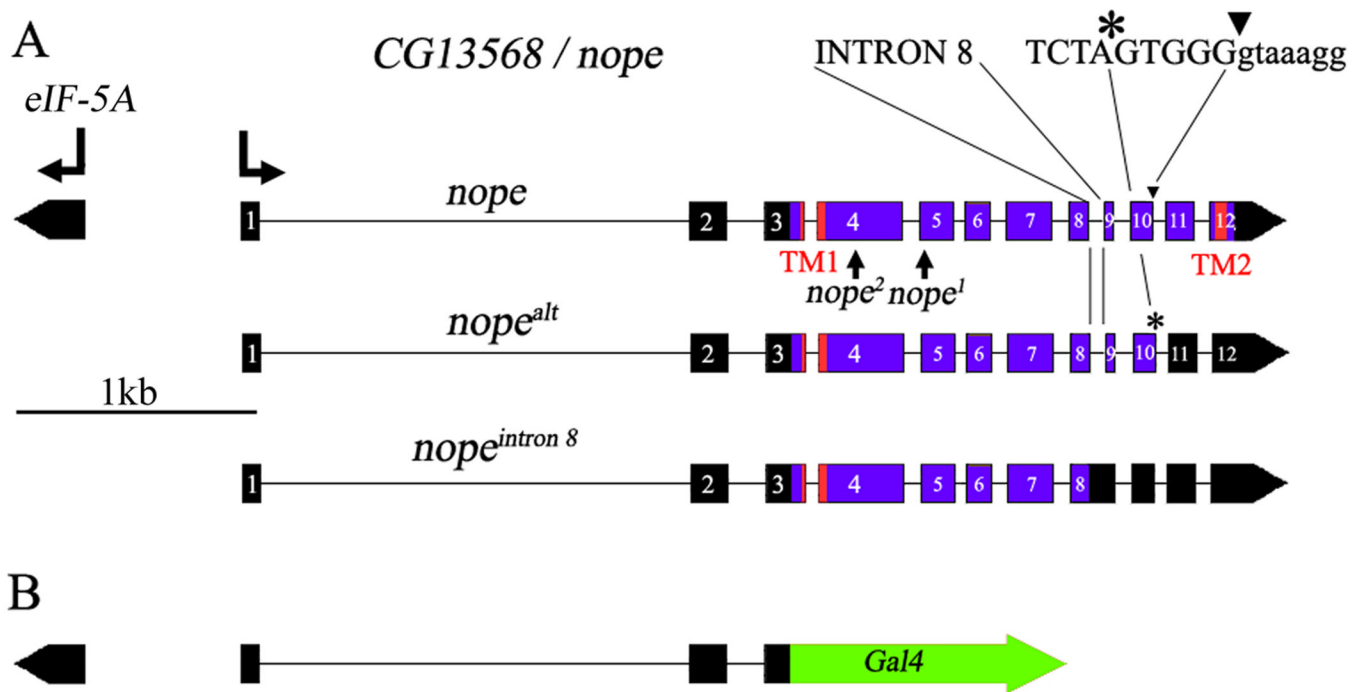 A
CG13568 / nope
INTRON 8
*
TCTAGTGGGgtaaagg
eIF-5A
nope
1 2 3 4 5 6 7 8 9 10 11 12
TM1
TM2
nope² nope¹
nopeᵃˡᵗ
*
1 2 3 4 5 6 7 8 9 10 11 12
1kb
nopeⁱⁿᵗʳᵒⁿ ⁸
1 2 3 4 5 6 7 8
B
Gal4